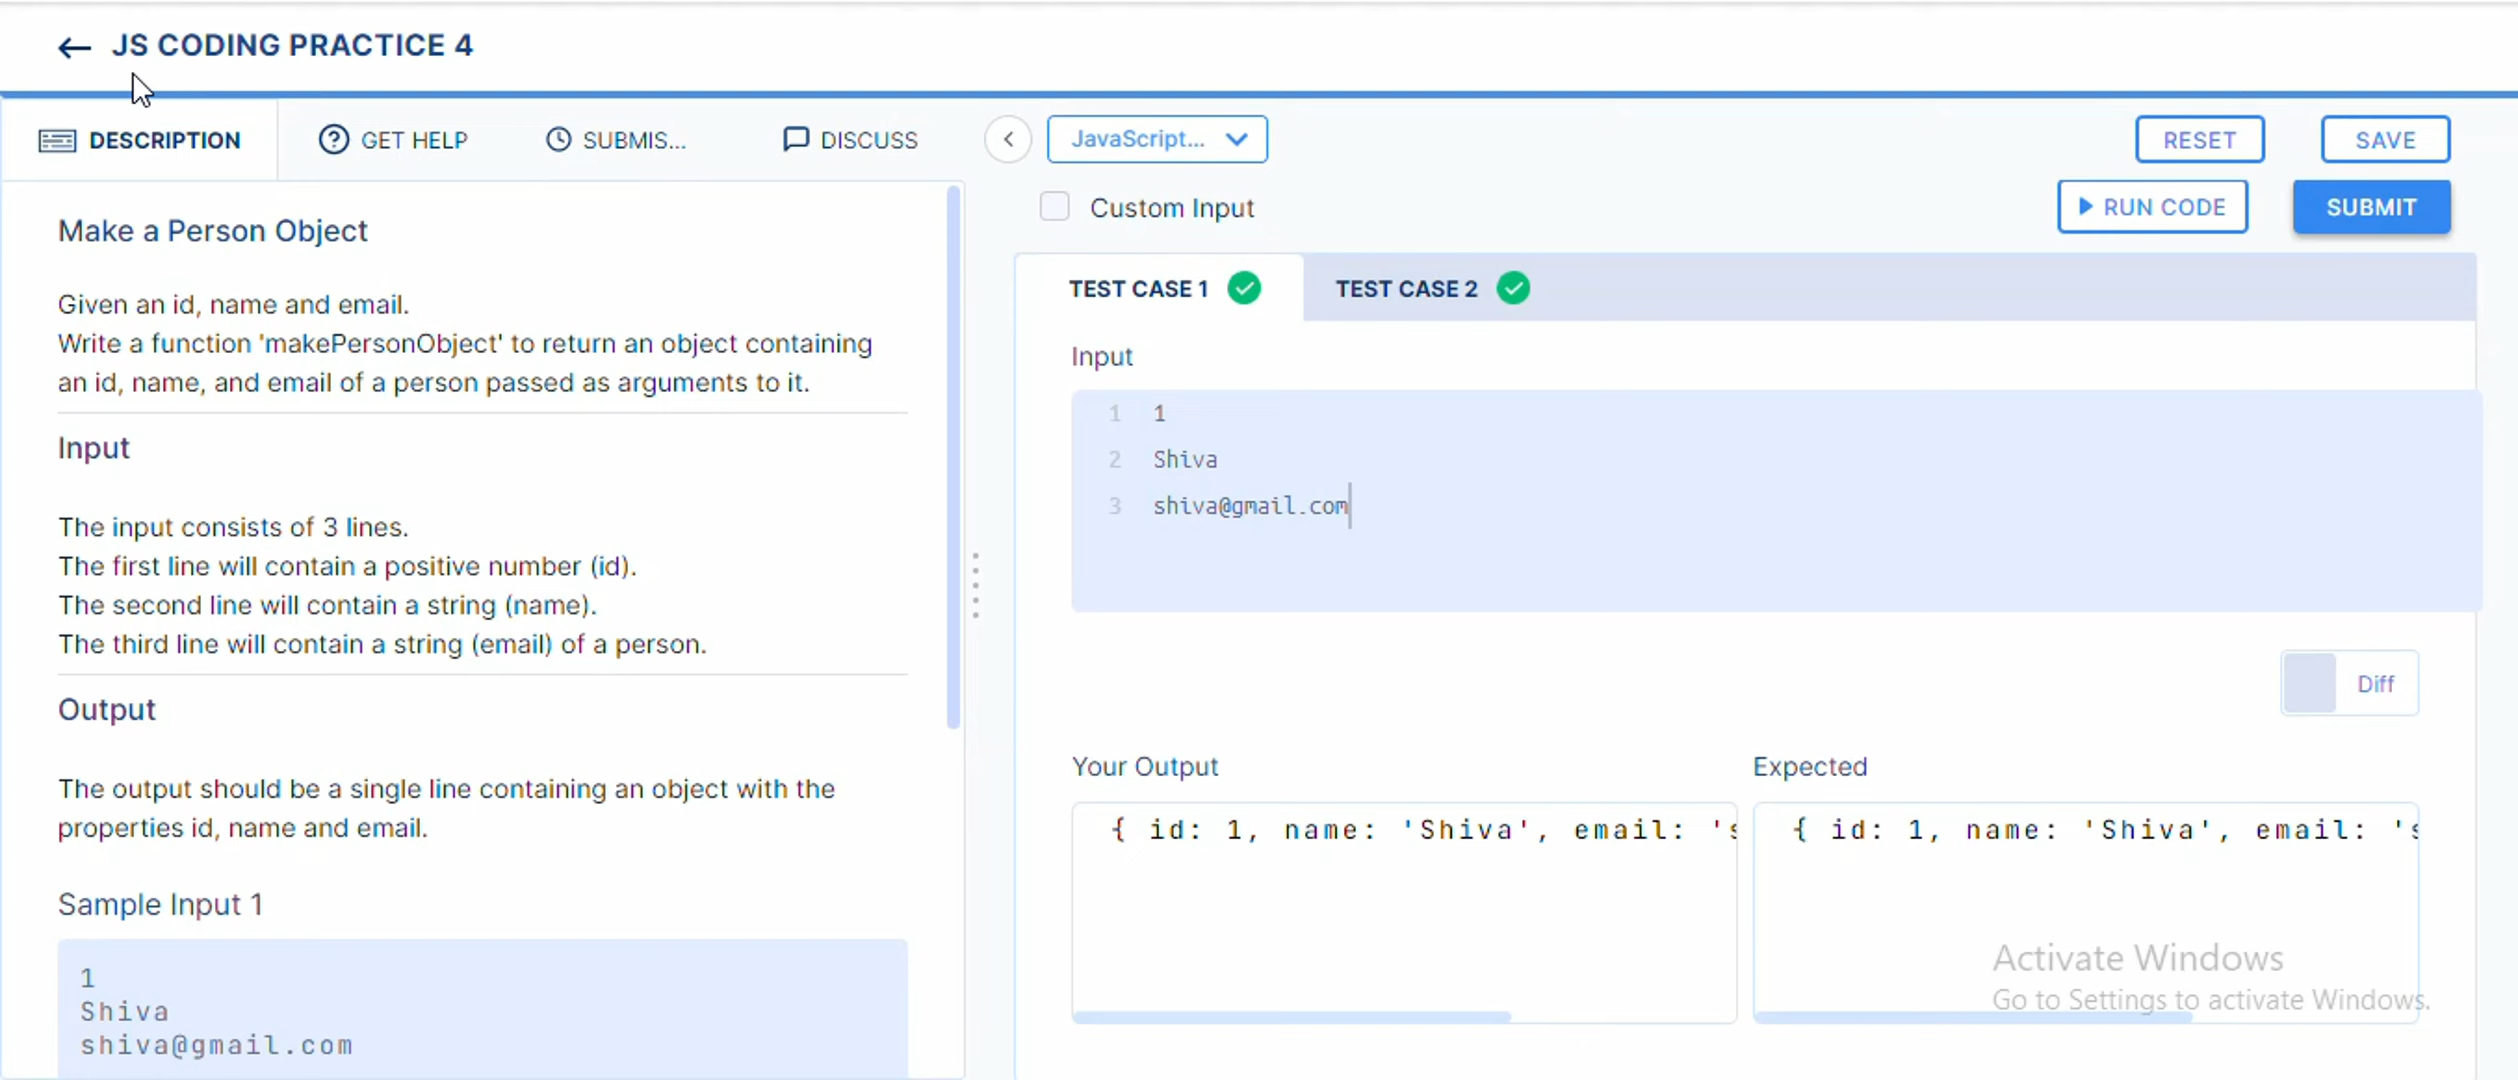 JS CODING PRACTICE 4
DESCRIPTION
GET HELP
SUBMIS...
DISCUSS
JavaScript...
RESET
SAVE
Custom Input
RUN CODE
SUBMIT
Make a Person Object
Given an id, name and email.
Write a function 'makePersonObject' to return an object containing
an id, name, and email of a person passed as arguments to it.
Input
The input consists of 3 lines.
The first line will contain a positive number (id).
The second line will contain a string (name).
The third line will contain a string (email) of a person.
Output
The output should be a single line containing an object with the
properties id, name and email.
Sample Input 1
1
Shiva
shiva@gmail.com
TEST CASE 1
TEST CASE 2
Input
1 1
2 Shiva
3 shiva@gmail.com
Diff
Your Output
{ id: 1, name: 'Shiva', email: 's
Expected
{ id: 1, name: 'Shiva', email: 's
Activate Windows
Go to Settings to activate Windows.